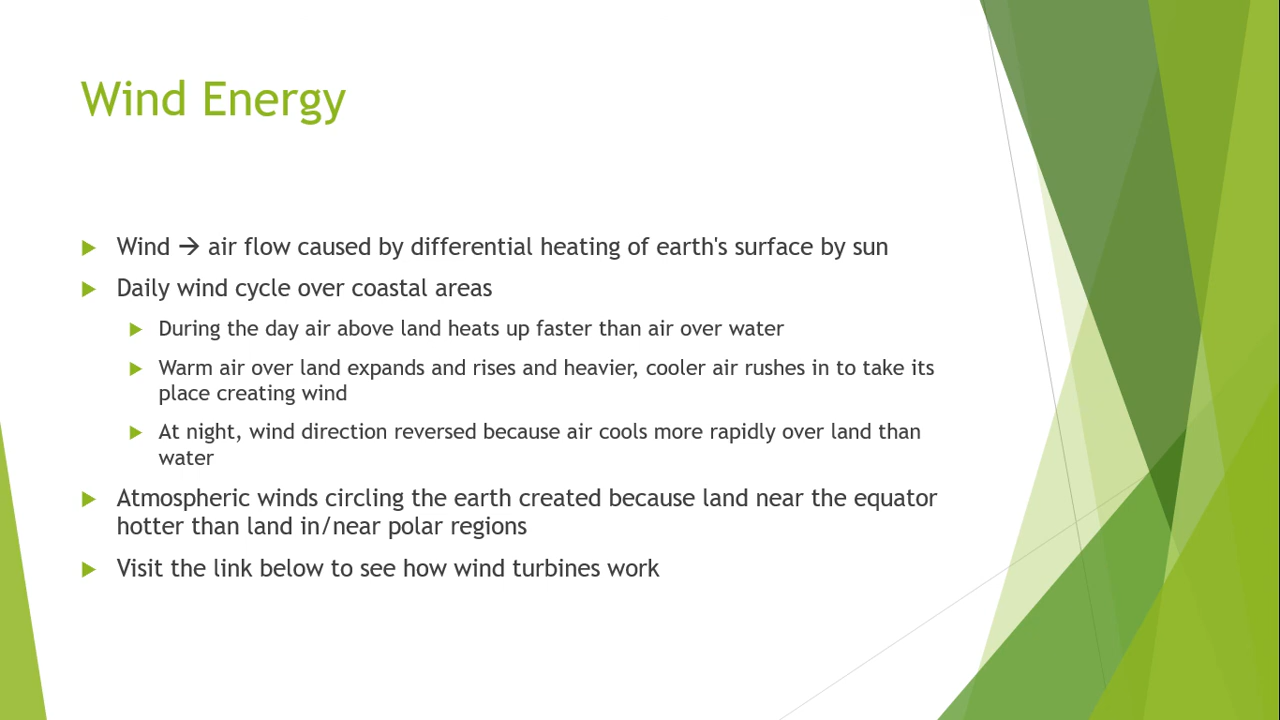 Wind Energy
Wind → air flow caused by differential heating of earth's surface by sun
Daily wind cycle over coastal areas
During the day air above land heats up faster than air over water
Warm air over land expands and rises and heavier, cooler air rushes in to take its
place creating wind
At night, wind direction reversed because air cools more rapidly over land than
water
Atmospheric winds circling the earth created because land near the equator
hotter than land in/near polar regions
Visit the link below to see how wind turbines work